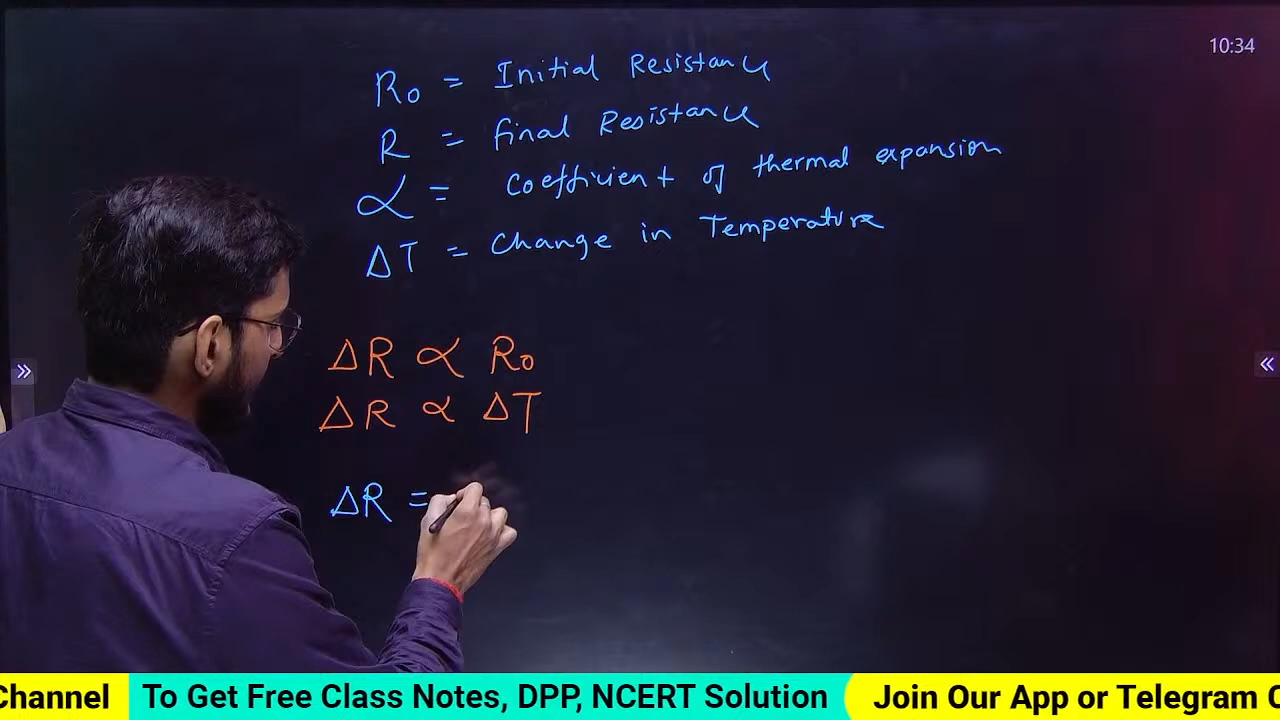 10:34
R₀ = Initial Resistance
R = final Resistance
α = Coefficient of thermal expansion
ΔT = Change in Temperature
ΔR ∝ R₀
ΔR ∝ ΔT
ΔR =
Channel
To Get Free Class Notes, DPP, NCERT Solution
Join Our App or Telegram